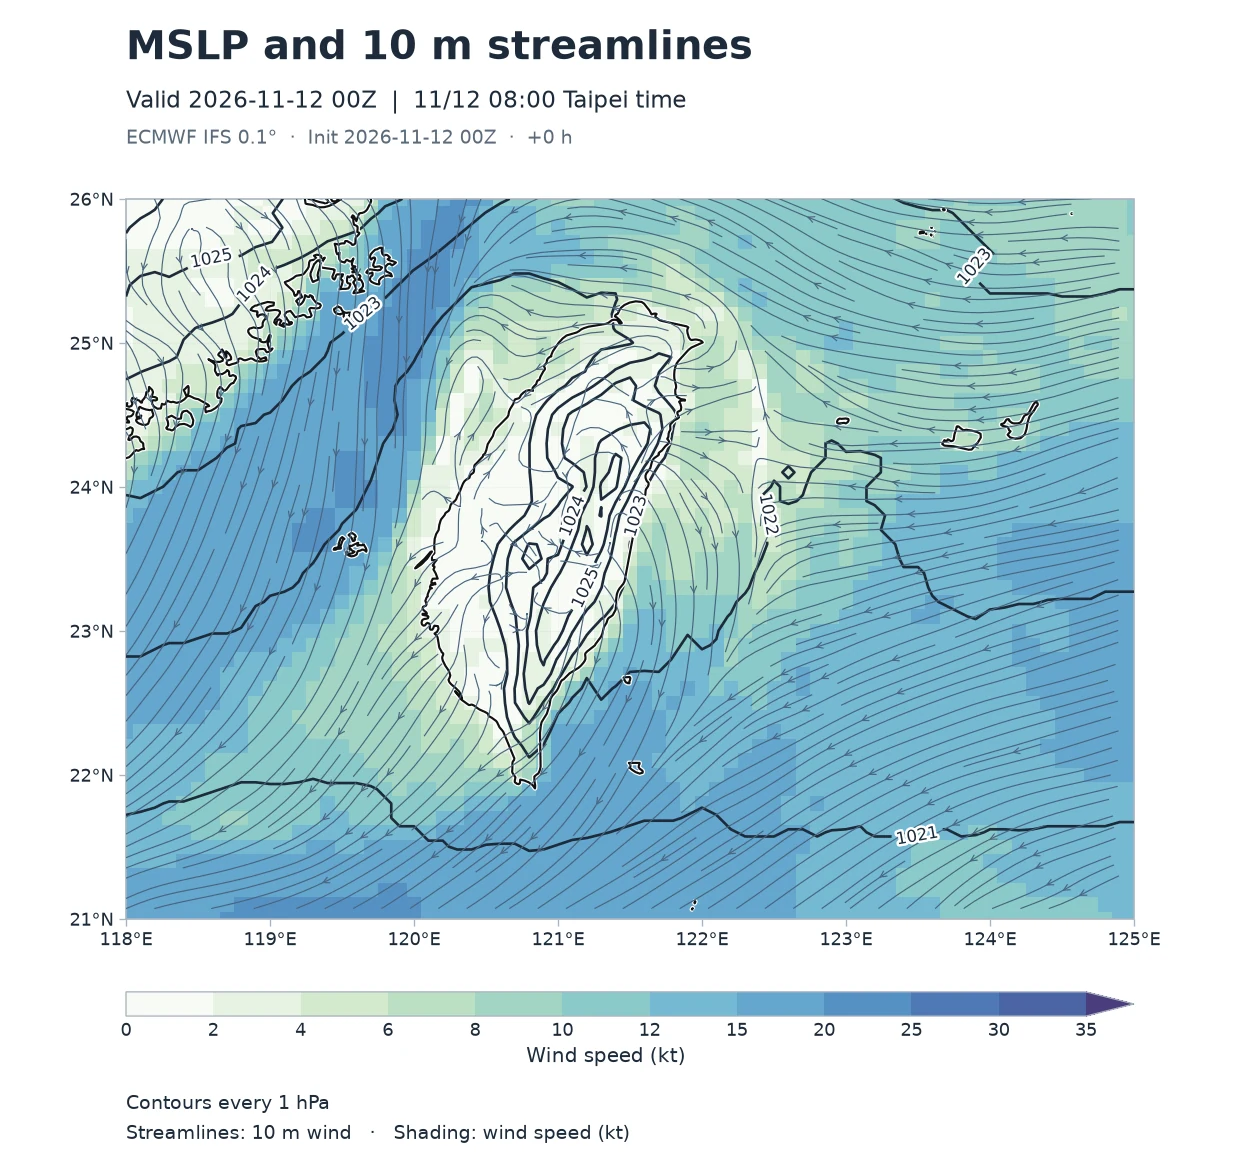 MSLP and 10 m streamlines
Valid 2026-11-12 00Z | 11/12 08:00 Taipei time
ECMWF IFS 0.1° · Init 2026-11-12 00Z · +0 h
26°N
25°N
24°N
23°N
22°N
21°N
1025
1024
1023
1023
1024
1023
1022
1025
1021
118°E 119°E 120°E 121°E 122°E 123°E 124°E 125°E
0 2 4 6 8 10 12 15 20 25 30 35
Wind speed (kt)
Contours every 1 hPa
Streamlines: 10 m wind · Shading: wind speed (kt)